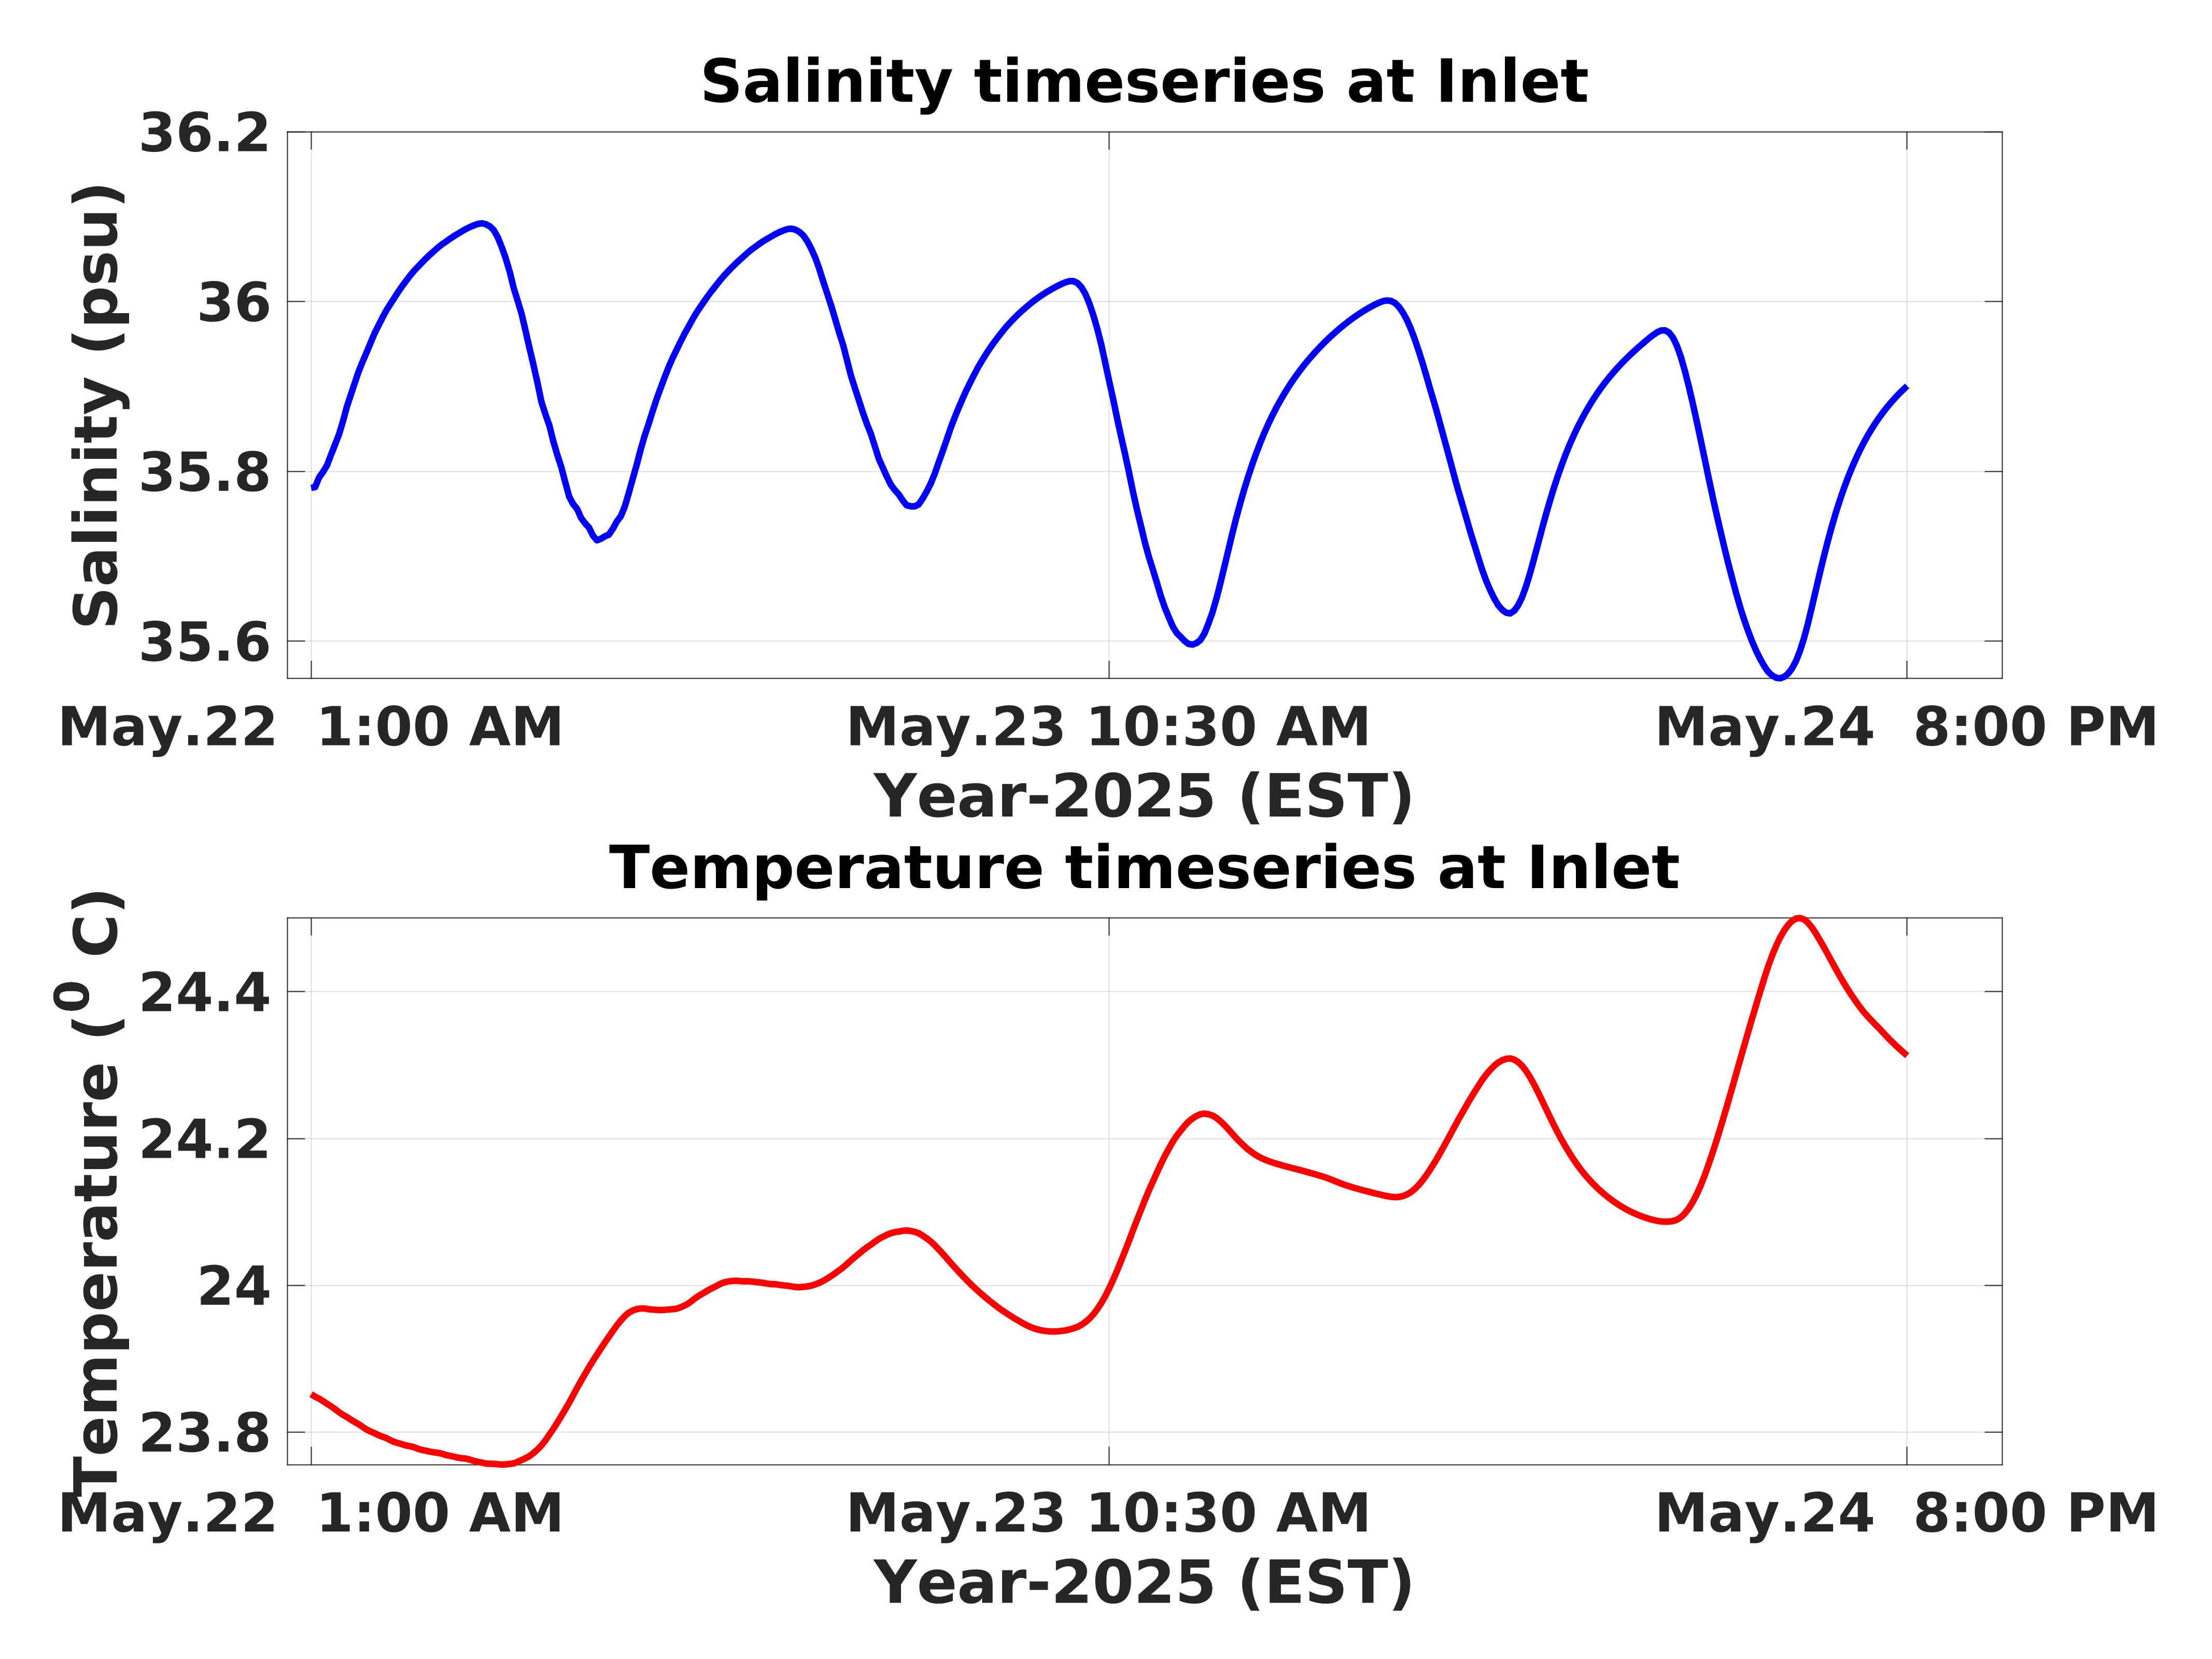 Salinity timeseries at Inlet
Salinity (psu)
36.2
36
35.8
35.6
May.22  1:00 AM
May.23 10:30 AM
May.24  8:00 PM
Year-2025 (EST)
Temperature timeseries at Inlet
Temperature (⁰ C)
24.4
24.2
24
23.8
May.22  1:00 AM
May.23 10:30 AM
May.24  8:00 PM
Year-2025 (EST)